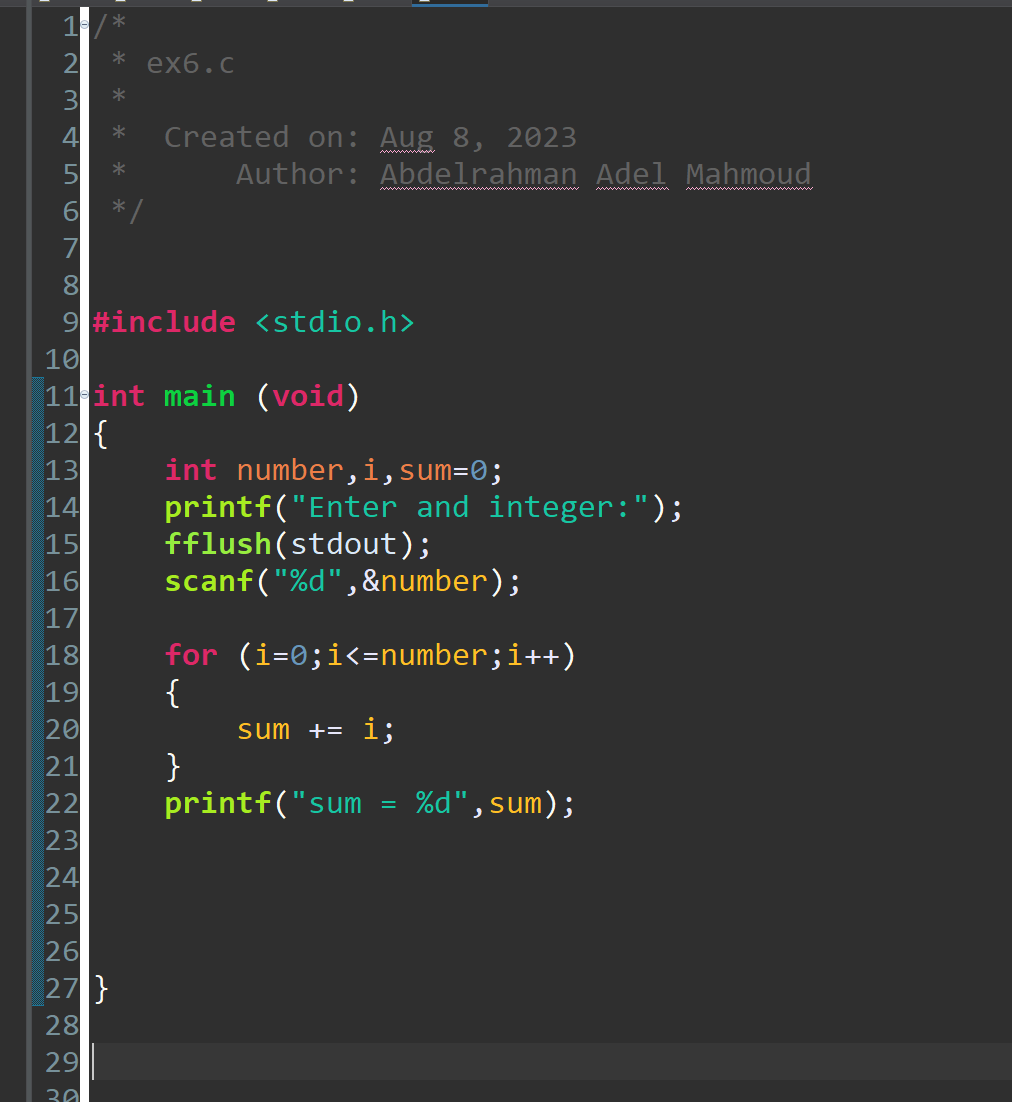 1 /*
2  * ex6.c
3  *
4  *  Created on: Aug 8, 2023
5  *      Author: Abdelrahman Adel Mahmoud
6  */
7
8
9 #include <stdio.h>
10
11 int main (void)
12 {
13     int number,i,sum=0;
14     printf("Enter and integer:");
15     fflush(stdout);
16     scanf("%d",&number);
17
18     for (i=0;i<=number;i++)
19     {
20         sum += i;
21     }
22     printf("sum = %d",sum);
23
24
25
26
27 }
28
29
30